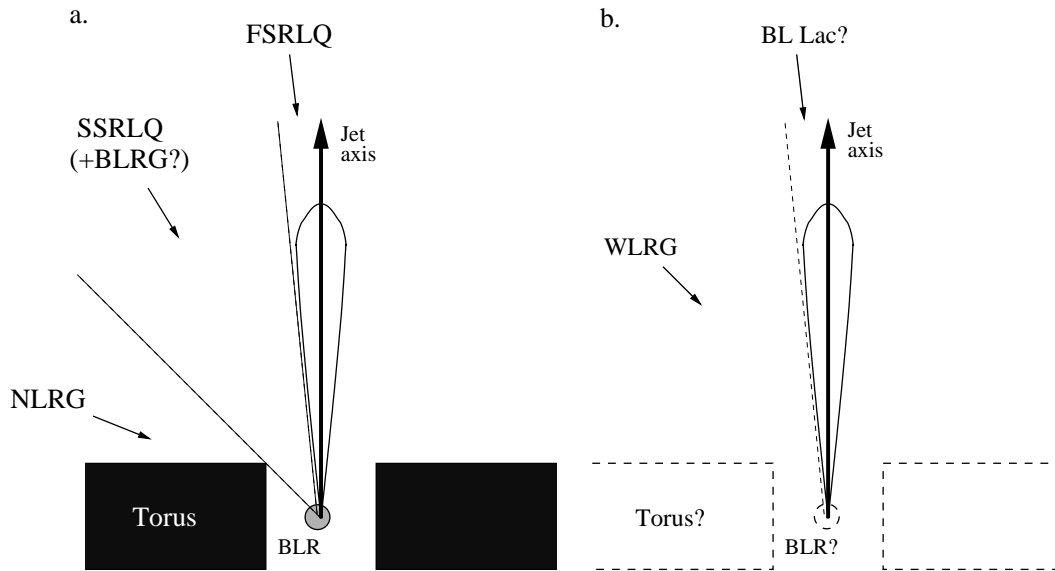 a.
FSRLQ
SSRLQ
(+BLRG?)
Jet
axis
NLRG
Torus
BLR
b.
BL Lac?
Jet
axis
WLRG
Torus?
BLR?